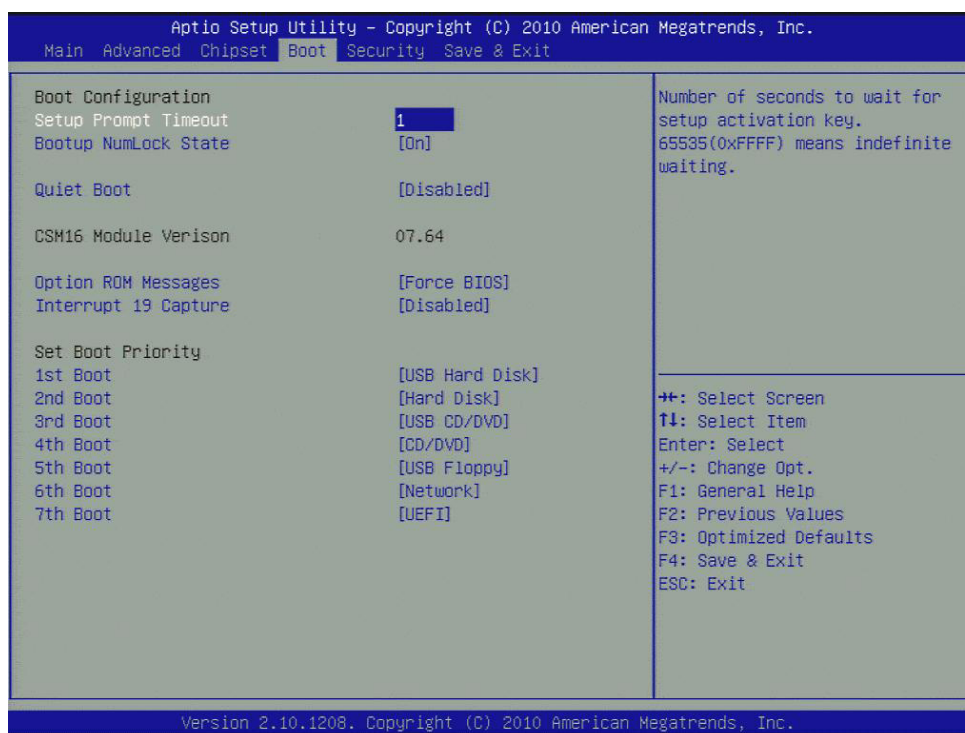 Aptio Setup Utility – Copyright (C) 2010 American Megatrends, Inc.
Main Advanced Chipset Boot Security Save & Exit
Boot Configuration
Setup Prompt Timeout 1
Bootup NumLock State [On]
Quiet Boot [Disabled]
CSM16 Module Verison 07.64
Option ROM Messages [Force BIOS]
Interrupt 19 Capture [Disabled]
Set Boot Priority
1st Boot [USB Hard Disk]
2nd Boot [Hard Disk]
3rd Boot [USB CD/DVD]
4th Boot [CD/DVD]
5th Boot [USB Floppy]
6th Boot [Network]
7th Boot [UEFI]
Number of seconds to wait for
setup activation key.
65535(0xFFFF) means indefinite
waiting.
→←: Select Screen
↑↓: Select Item
Enter: Select
+/-: Change Opt.
F1: General Help
F2: Previous Values
F3: Optimized Defaults
F4: Save & Exit
ESC: Exit
Version 2.10.1208. Copyright (C) 2010 American Megatrends, Inc.